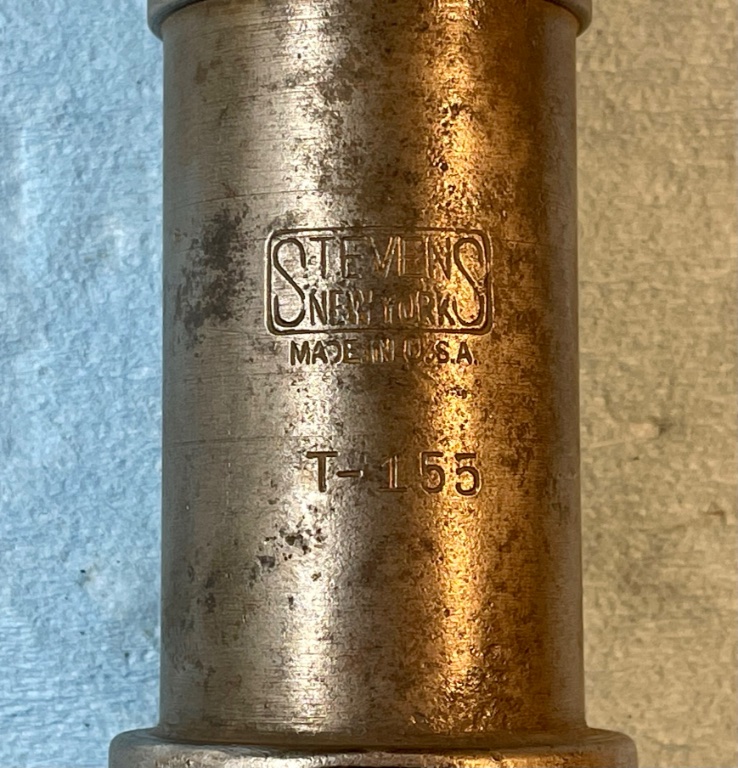 STEVENS
NEW YORK
MADE IN U.S.A.
T-155